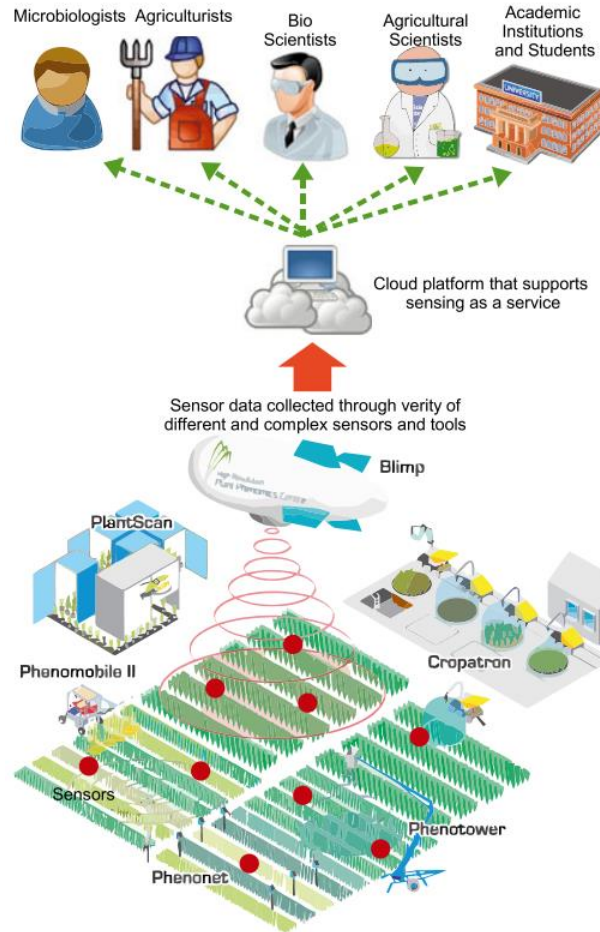 Microbiologists
Agriculturists
Bio
Scientists
Agricultural
Scientists
Academic
Institutions
and Students
UNIVERSITY
Cloud platform that supports
sensing as a service
Sensor data collected through verity of
different and complex sensors and tools
Blimp
High Resolution
Plant Phenomics Centre
PlantScan
Cropatron
Phenomobile II
Sensors
Phenotower
Phenonet